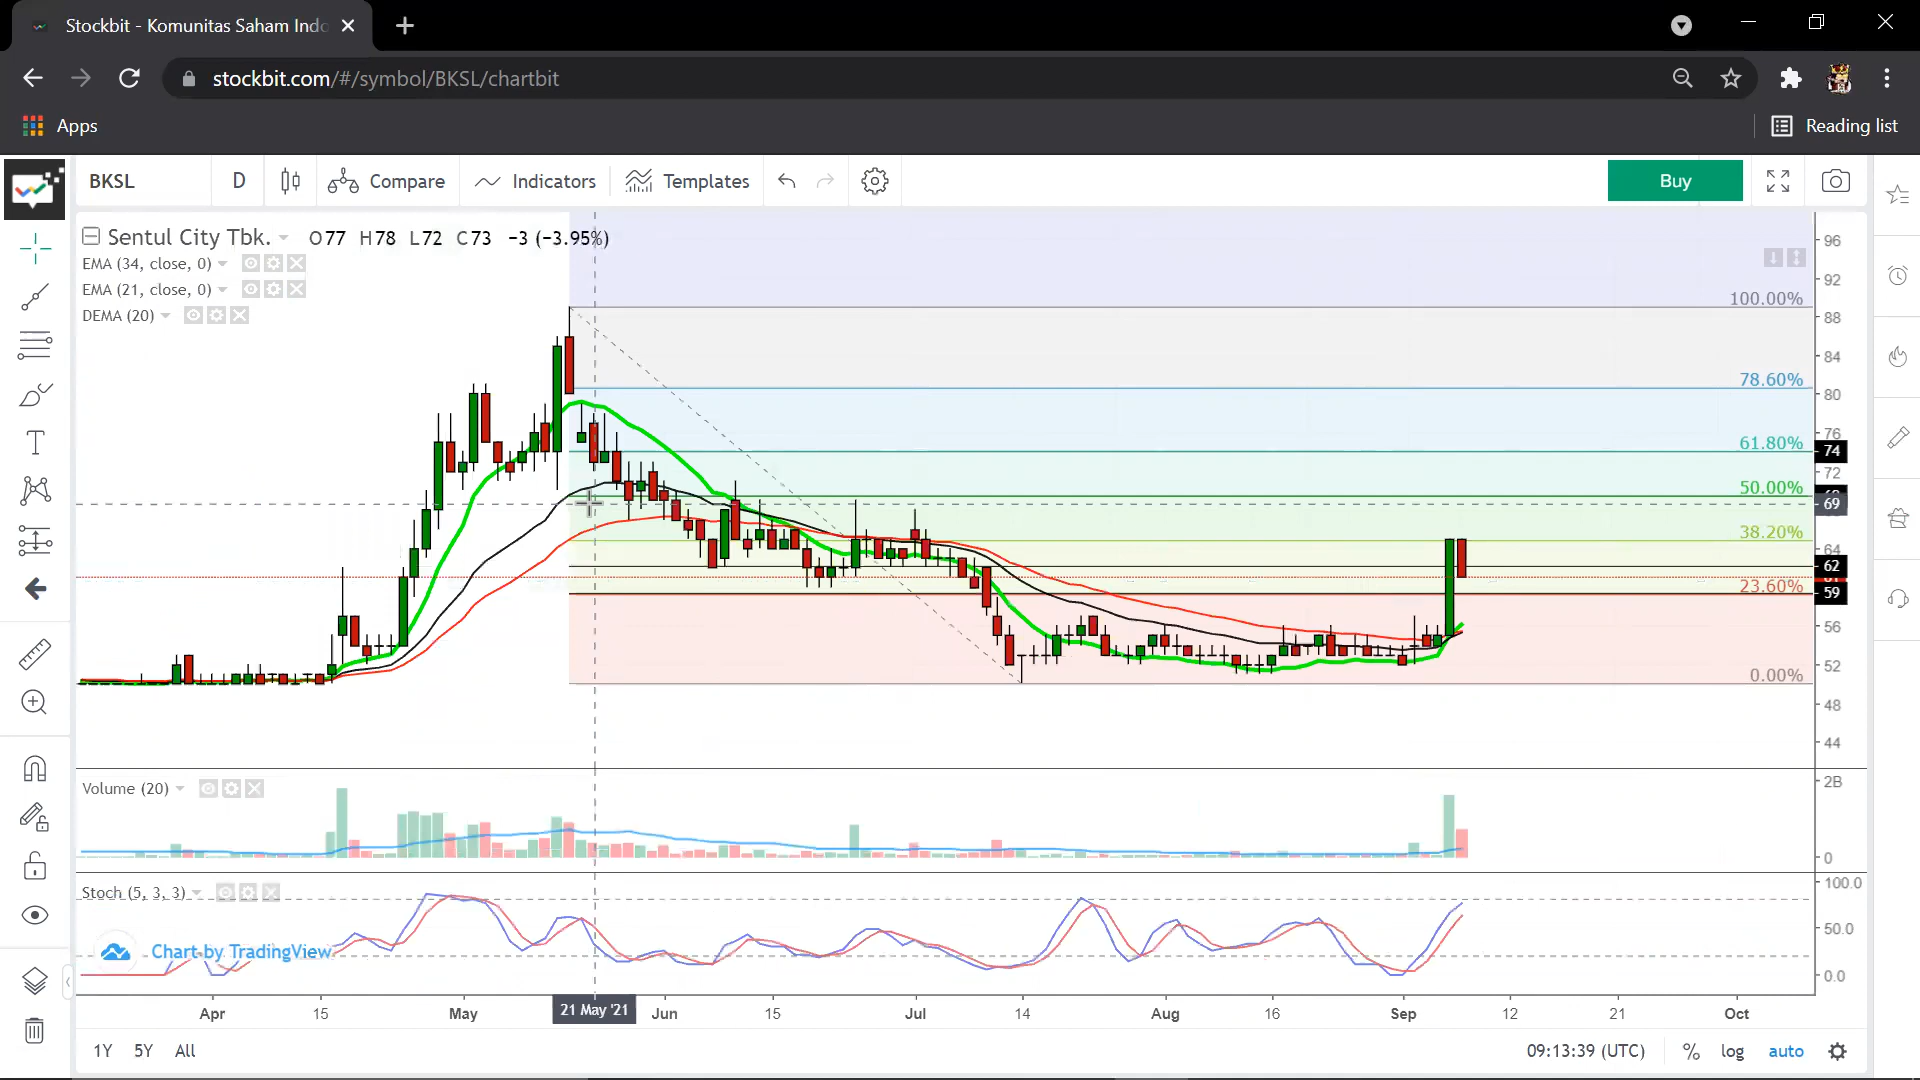 Stockbit - Komunitas Saham Indo
stockbit.com/#/symbol/BKSL/chartbit
Apps
Reading list
BKSL
D
Compare
Indicators
Templates
Buy
Sentul City Tbk. O77 H78 L72 C73 −3 (−3.95%)
EMA (34, close, 0)
EMA (21, close, 0)
DEMA (20)
100.00%
78.60%
61.80%
50.00%
38.20%
23.60%
0.00%
96
92
88
84
80
76
74
72
69
64
62
59
56
52
48
44
Volume (20)
2B
0
Stoch (5, 3, 3)
100.0
50.0
0.0
Chart by TradingView
Apr
15
May
21 May '21
Jun
15
Jul
14
Aug
16
Sep
12
21
Oct
1Y
5Y
All
09:13:39 (UTC)
%
log
auto